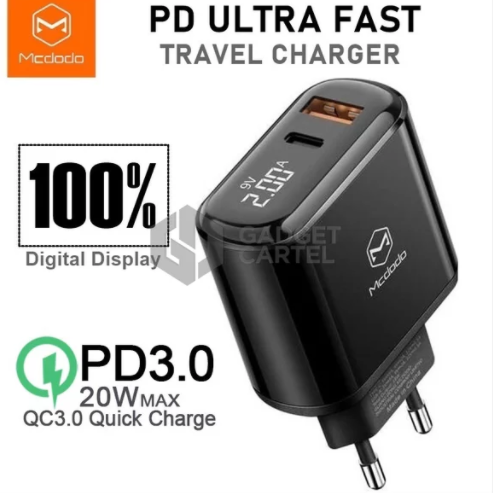 Mcdodo
PD ULTRA FAST
TRAVEL CHARGER
100%
Digital Display
9V
2.00A
GADGET
CARTEL
Mcdodo
PD3.0
20WMAX
QC3.0 Quick Charge